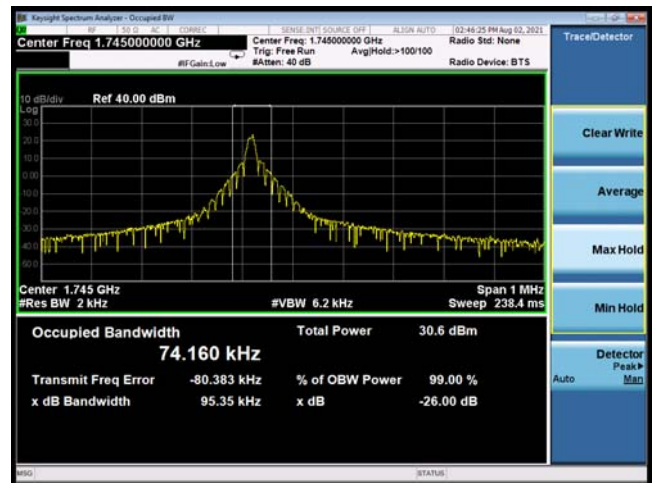 Keysight Spectrum Analyzer - Occupied BW
RF 50 Ω AC CORREC SENSE:INT SOURCE OFF ALIGN AUTO 02:46:25 PM Aug 02, 2021
Center Freq 1.745000000 GHz
Center Freq: 1.745000000 GHz
Radio Std: None
Trig: Free Run Avg|Hold:>100/100
#IFGain:Low
#Atten: 40 dB
Radio Device: BTS
Trace/Detector
10 dB/div Ref 40.00 dBm
Log
30.0
20.0
10.0
0.00
-10.0
-20.0
-30.0
-40.0
-50.0
Center 1.745 GHz
Span 1 MHz
#Res BW 2 kHz
#VBW 6.2 kHz
Sweep 238.4 ms
Occupied Bandwidth
74.160 kHz
Total Power 30.6 dBm
Transmit Freq Error -80.383 kHz
% of OBW Power 99.00 %
x dB Bandwidth 95.35 kHz
x dB -26.00 dB
Clear Write
Average
Max Hold
Min Hold
Detector
Peak▶
Auto Man
MSG
STATUS